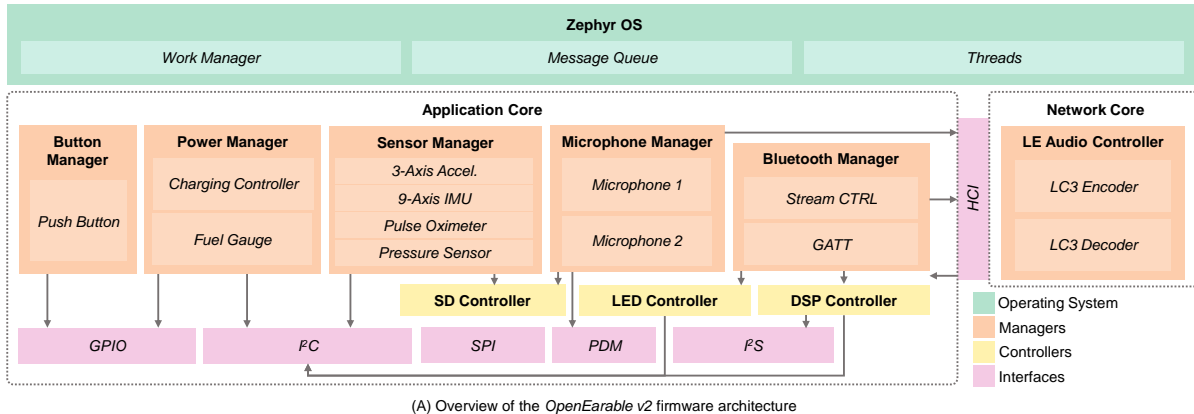 Zephyr OS
Work Manager
Message Queue
Threads
Application Core
Network Core
Button
Manager
Push Button
Power Manager
Charging Controller
Fuel Gauge
Sensor Manager
3-Axis Accel.
9-Axis IMU
Pulse Oximeter
Pressure Sensor
Microphone Manager
Microphone 1
Microphone 2
Bluetooth Manager
Stream CTRL
GATT
HCI
LE Audio Controller
LC3 Encoder
LC3 Decoder
SD Controller
LED Controller
DSP Controller
GPIO
I²C
SPI
PDM
I²S
Operating System
Managers
Controllers
Interfaces
(A) Overview of the OpenEarable v2 firmware architecture